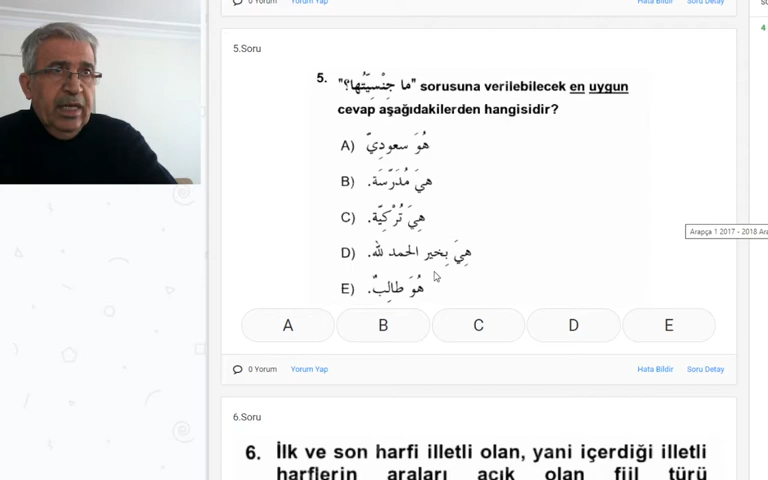 0 Yorum Yorum Yap Hata Bildir Soru Detay
5.Soru
5. "ما جِنْسِيَّتُها؟" sorusuna verilebilecek en uygun
cevap aşağıdakilerden hangisidir?
A) هُوَ سعودِيّ
B) هيَ مُدَرّسَة.
C) هِيَ تُرْكِيَّة.
D) هِيَ بِخير الحمد لله.
E) هُوَ طالِبٌ.
A B C D E
0 Yorum Yorum Yap Hata Bildir Soru Detay
6.Soru
6. İlk ve son harfi illetli olan, yani içerdiği illetli
harflerin araları açık olan fiil türü
Arapça 1 2017 - 2018 Ara
4